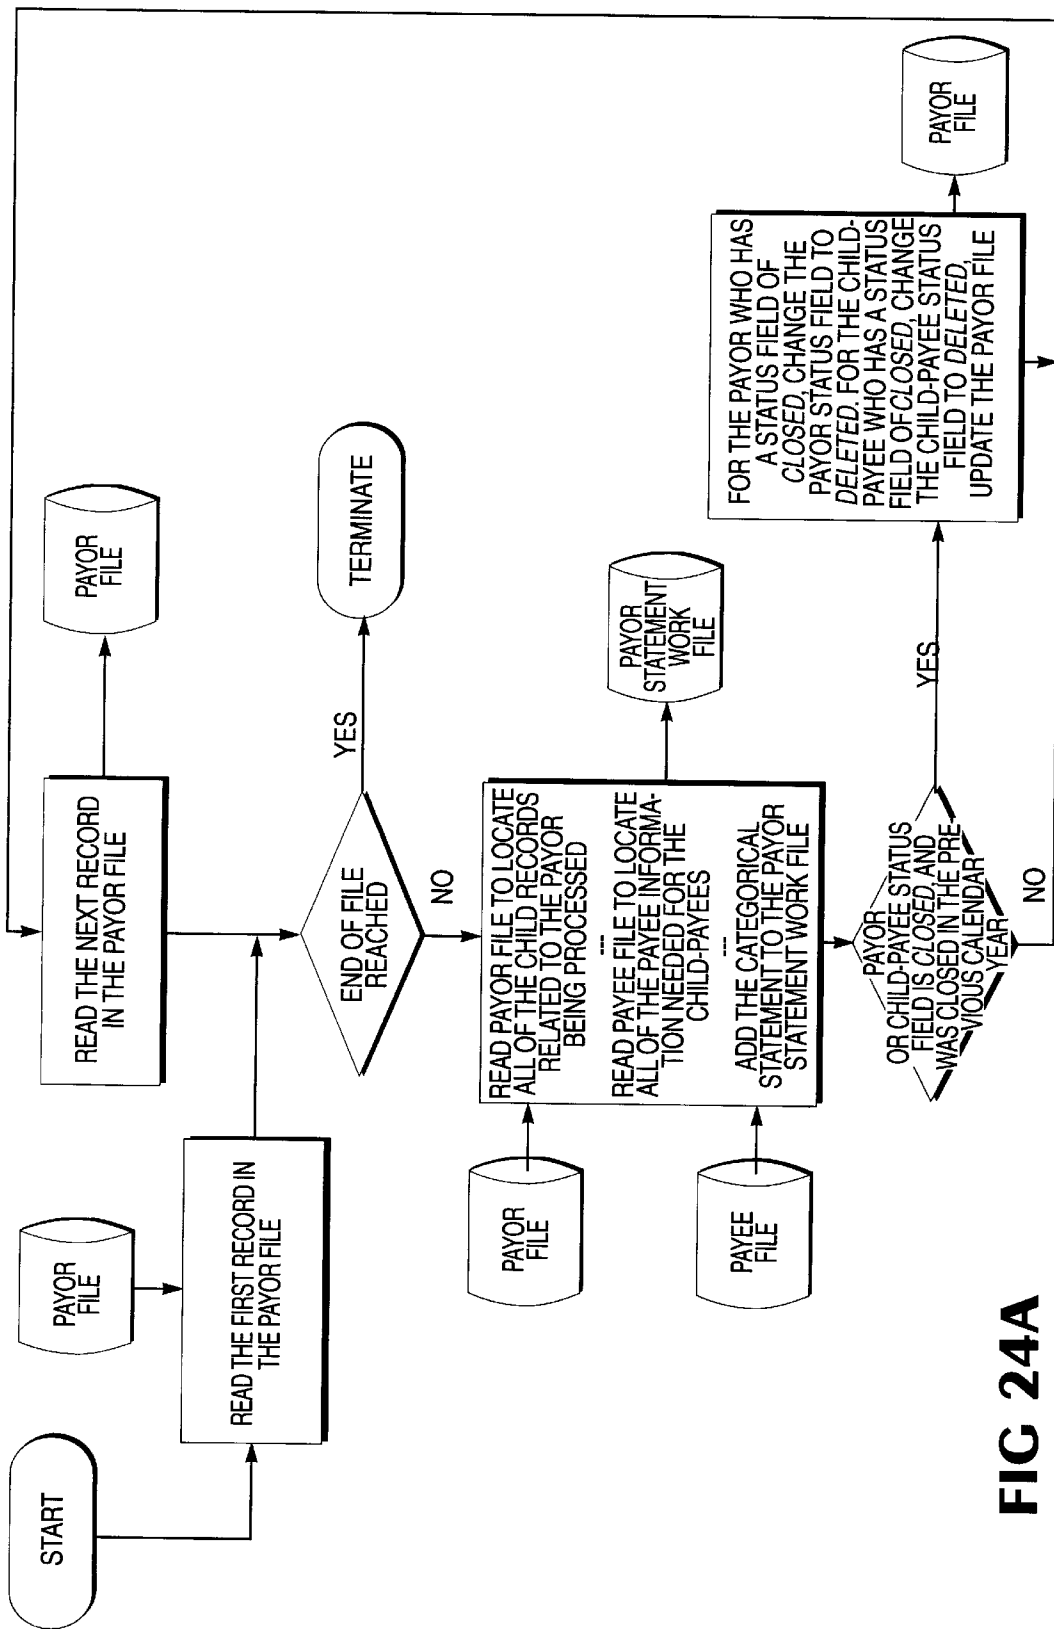 START
PAYOR
FILE
READ THE FIRST RECORD IN
THE PAYOR FILE
READ THE NEXT RECORD
IN THE PAYOR FILE
PAYOR
FILE
END OF FILE
REACHED
YES
TERMINATE
NO
PAYOR
FILE
PAYEE
FILE
READ PAYOR FILE TO LOCATE
ALL OF THE CHILD RECORDS
RELATED TO THE PAYOR
BEING PROCESSED
---
READ PAYEE FILE TO LOCATE
ALL OF THE PAYEE INFORMA-
TION NEEDED FOR THE
CHILD-PAYEES
---
ADD THE CATEGORICAL
STATEMENT TO THE PAYOR
STATEMENT WORK FILE
PAYOR
STATEMENT
WORK
FILE
PAYOR
OR CHILD-PAYEE STATUS
FIELD IS CLOSED, AND
WAS CLOSED IN THE PRE-
VIOUS CALENDAR
YEAR
YES
NO
FOR THE PAYOR WHO HAS
A STATUS FIELD OF
CLOSED, CHANGE THE
PAYOR STATUS FIELD TO
DELETED. FOR THE CHILD-
PAYEE WHO HAS A STATUS
FIELD OF CLOSED, CHANGE
THE CHILD-PAYEE STATUS
FIELD TO DELETED,
UPDATE THE PAYOR FILE
PAYOR
FILE
FIG 24A